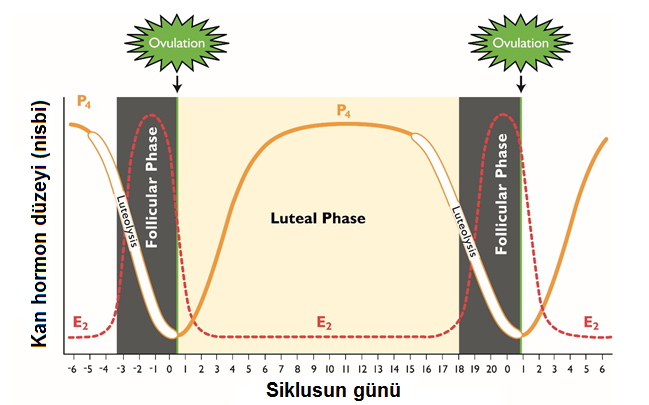 Ovulation
Ovulation
P4
P4
Follicular Phase
Luteolysis
Luteal Phase
Luteolysis
Follicular Phase
E2
E2
E2
Kan hormon düzeyi (nisbi)
-6 -5 -4 -3 -2 -1 0 1 2 3 4 5 6 7 8 9 10 11 12 13 14 15 16 17 18 19 20 0 1 2 3 4 5 6
Siklusun günü